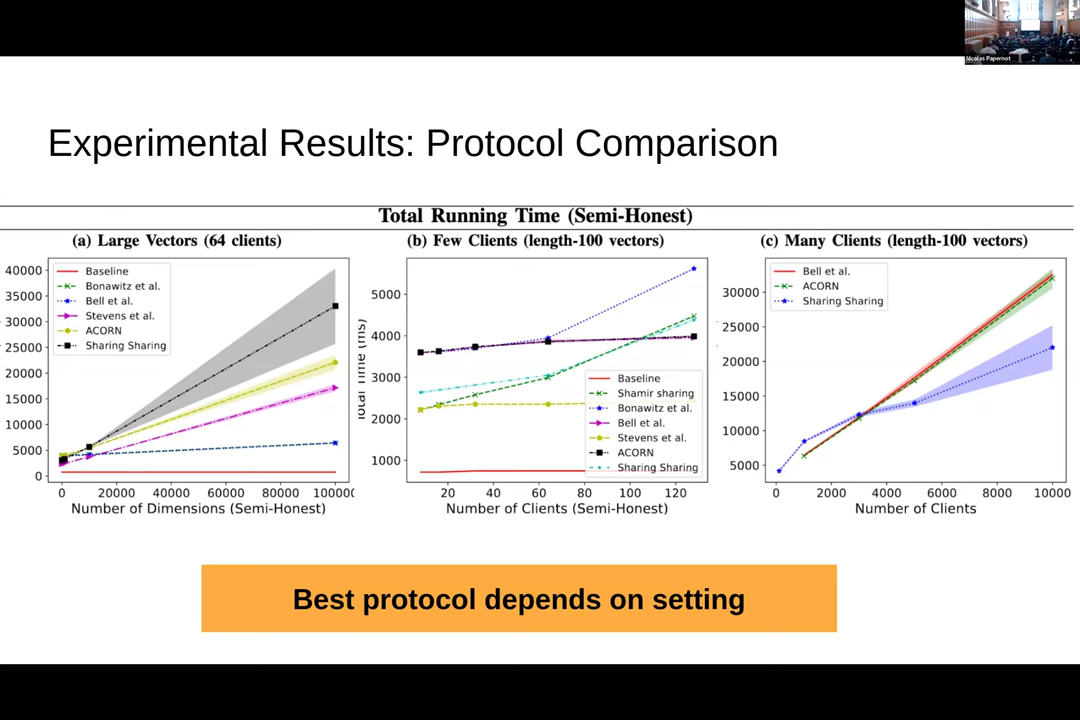 Nicolas Papernot
Experimental Results: Protocol Comparison
Total Running Time (Semi-Honest)
(a) Large Vectors (64 clients)
40000
35000
30000
25000
20000
15000
10000
5000
0
Baseline
Bonawitz et al.
Bell et al.
Stevens et al.
ACORN
Sharing Sharing
0 20000 40000 60000 80000 100000
Number of Dimensions (Semi-Honest)
(b) Few Clients (length-100 vectors)
Total Time (ms)
5000
4000
3000
2000
1000
Baseline
Shamir sharing
Bonawitz et al.
Bell et al.
Stevens et al.
ACORN
Sharing Sharing
20 40 60 80 100 120
Number of Clients (Semi-Honest)
(c) Many Clients (length-100 vectors)
30000
25000
20000
15000
10000
5000
Bell et al.
ACORN
Sharing Sharing
0 2000 4000 6000 8000 10000
Number of Clients
Best protocol depends on setting